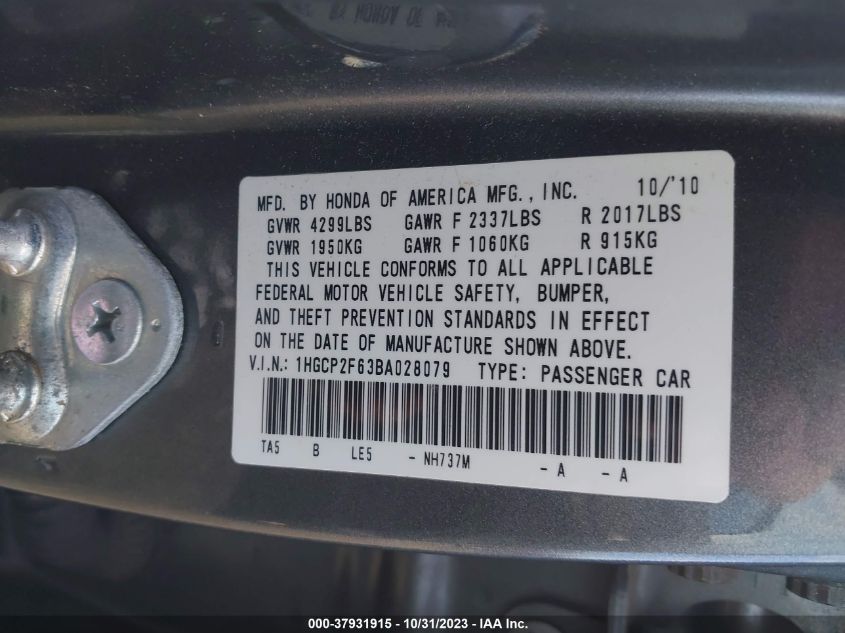 MFD. BY HONDA OF AMERICA MFG., INC. 10/'10
GVWR 4299LBS GAWR F 2337LBS R 2017LBS
GVWR 1950KG GAWR F 1060KG R 915KG
THIS VEHICLE CONFORMS TO ALL APPLICABLE
FEDERAL MOTOR VEHICLE SAFETY, BUMPER,
AND THEFT PREVENTION STANDARDS IN EFFECT
ON THE DATE OF MANUFACTURE SHOWN ABOVE.
V.I.N.: 1HGCP2F63BA028079 TYPE: PASSENGER CAR
TA5 B LE5 - NH737M - A - A
000-37931915 - 10/31/2023 - IAA Inc.